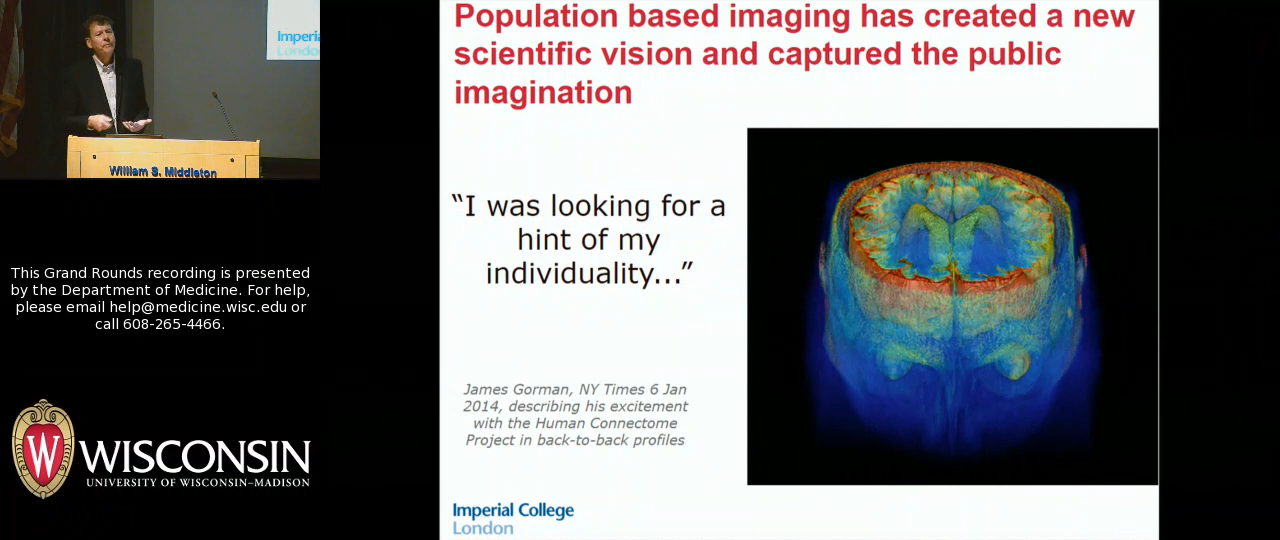 Imperial
London
William S. Middleton
This Grand Rounds recording is presented
by the Department of Medicine. For help,
please email help@medicine.wisc.edu or
call 608-265-4466.
W
WISCONSIN
UNIVERSITY OF WISCONSIN–MADISON
Population based imaging has created a new
scientific vision and captured the public
imagination
“I was looking for a
hint of my
individuality...”
James Gorman, NY Times 6 Jan
2014, describing his excitement
with the Human Connectome
Project in back-to-back profiles
Imperial College
London